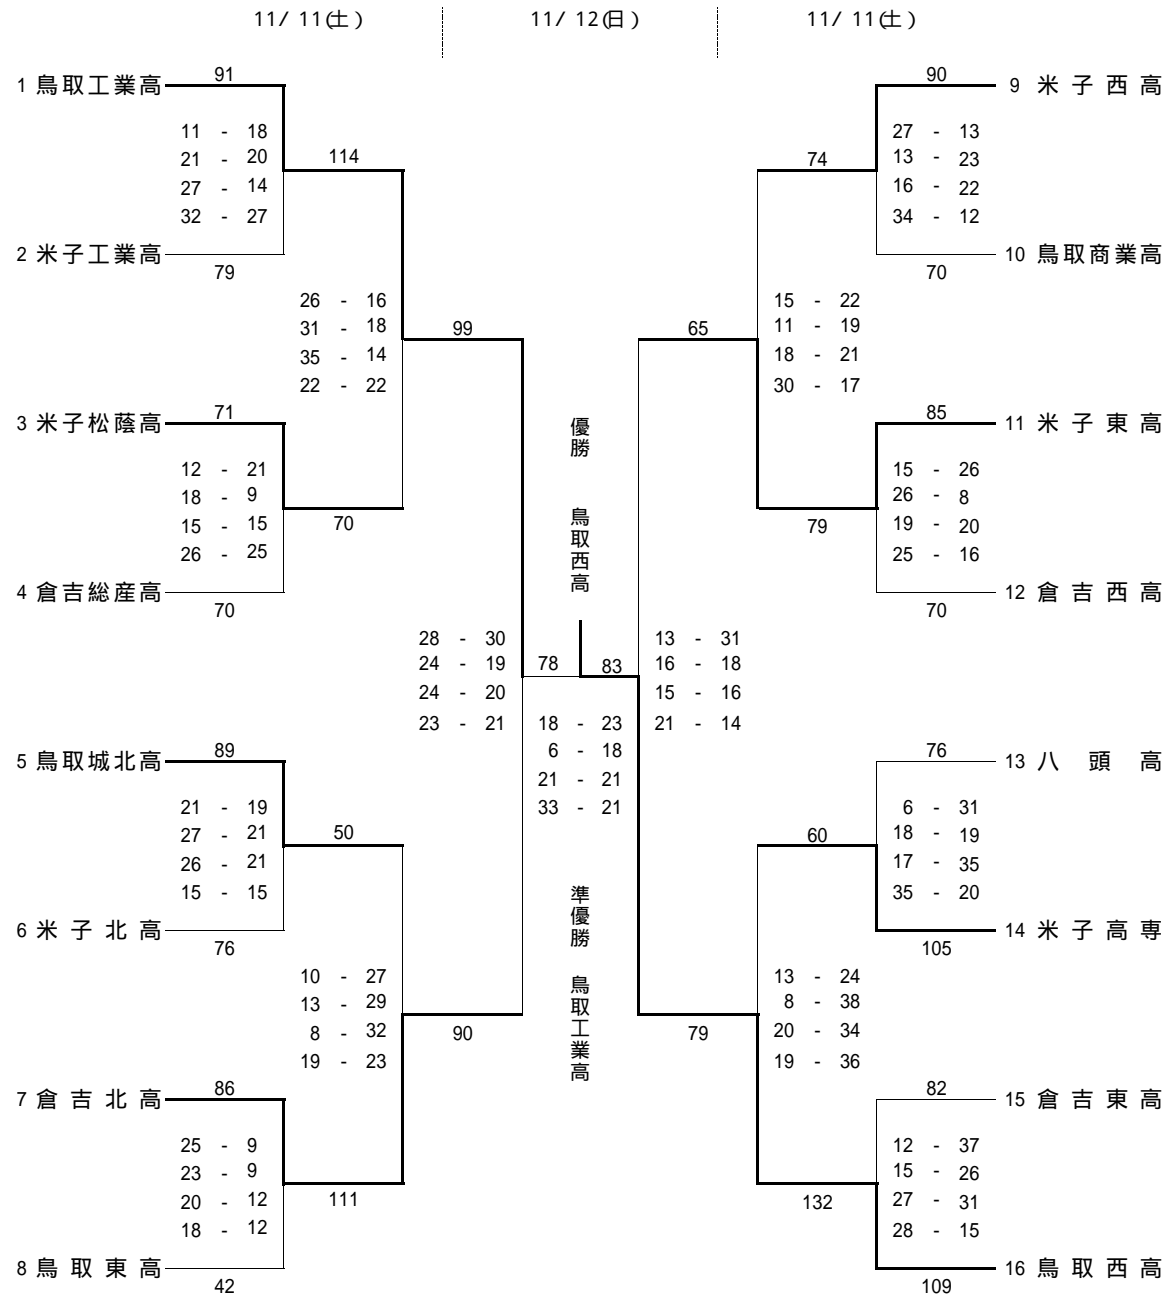 11/ 11(土)
11/ 12(日)
11/ 11(土)
1 鳥取工業高
91
11 - 18
21 - 20
27 - 14
32 - 27
2 米子工業高
79
114
26 - 16
31 - 18
35 - 14
22 - 22
3 米子松蔭高
71
12 - 21
18 - 9
15 - 15
26 - 25
4 倉吉総産高
70
70
99
28 - 30
24 - 19
24 - 20
23 - 21
5 鳥取城北高
89
21 - 19
27 - 21
26 - 21
15 - 15
6 米子北高
76
50
10 - 27
13 - 29
8 - 32
19 - 23
7 倉吉北高
86
25 - 9
23 - 9
20 - 12
18 - 12
8 鳥取東高
42
111
90
優勝 鳥取西高
78
83
18 - 23
6 - 18
21 - 21
33 - 21
準優勝 鳥取工業高
90
9 米子西高
27 - 13
13 - 23
16 - 22
34 - 12
10 鳥取商業高
70
74
15 - 22
11 - 19
18 - 21
30 - 17
85
11 米子東高
15 - 26
26 - 8
19 - 20
25 - 16
12 倉吉西高
70
79
65
13 - 31
16 - 18
15 - 16
21 - 14
76
13 八頭高
6 - 31
18 - 19
17 - 35
35 - 20
14 米子高専
105
60
13 - 24
8 - 38
20 - 34
19 - 36
82
15 倉吉東高
12 - 37
15 - 26
27 - 31
28 - 15
16 鳥取西高
109
132
79